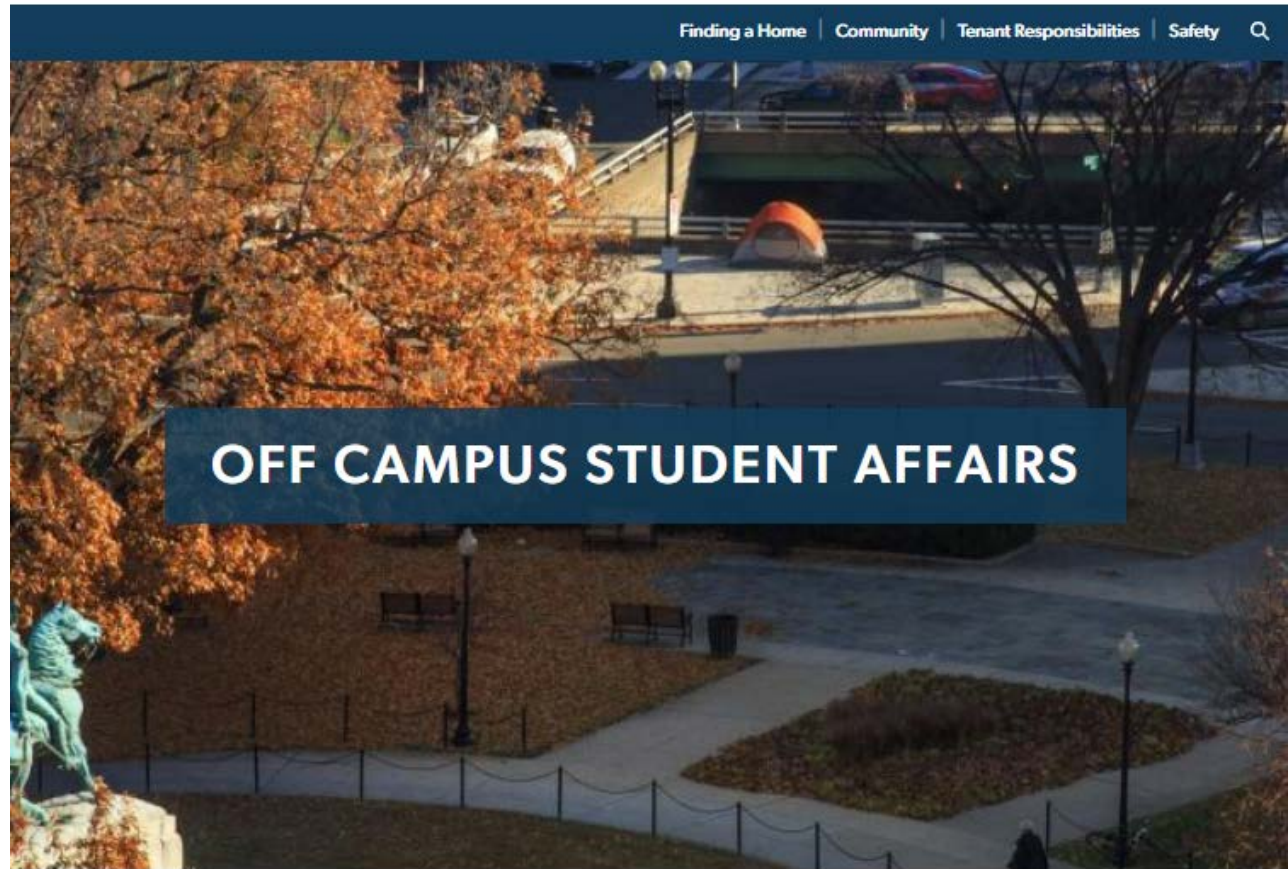 Finding a Home | Community | Tenant Responsibilities | Safety
OFF CAMPUS STUDENT AFFAIRS